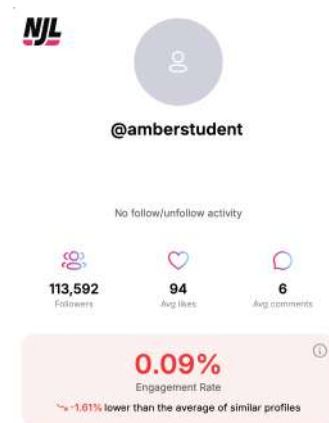 NJL
@amberstudent
No follow/unfollow activity
113,592
Followers
94
Avg likes
6
Avg comments
0.09%
Engagement Rate
-1.61% lower than the average of similar profiles